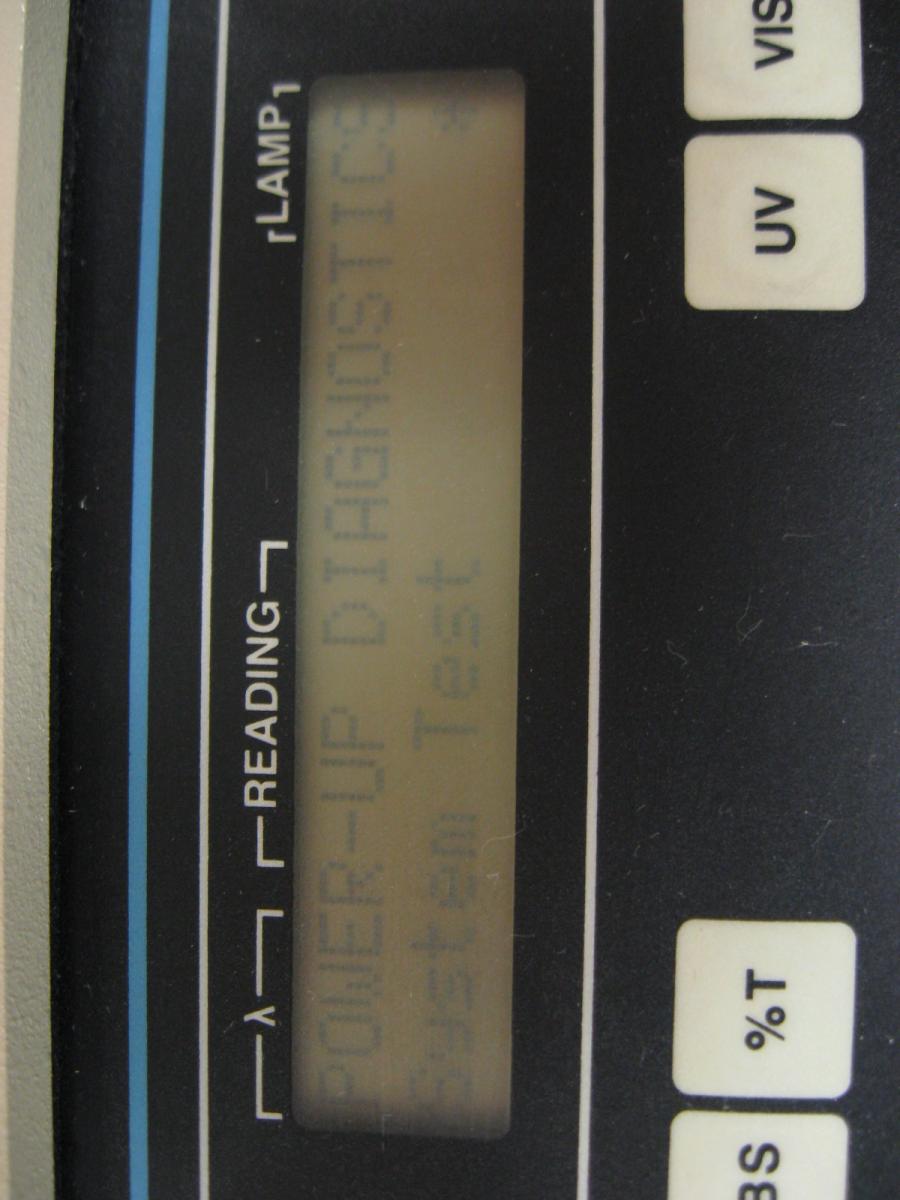 λ READING LAMP
POWER-UP DIAGNOSTICS
System Test *
BS %T UV VIS